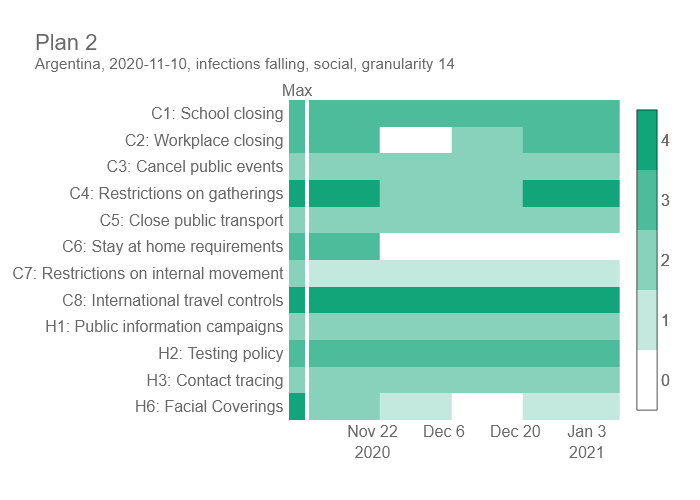 Plan 2
Argentina, 2020-11-10, infections falling, social, granularity 14
Max
C1: School closing
C2: Workplace closing
C3: Cancel public events
C4: Restrictions on gatherings
C5: Close public transport
C6: Stay at home requirements
C7: Restrictions on internal movement
C8: International travel controls
H1: Public information campaigns
H2: Testing policy
H3: Contact tracing
H6: Facial Coverings
4
3
2
1
0
Nov 22 Dec 6 Dec 20 Jan 3
2020 2021